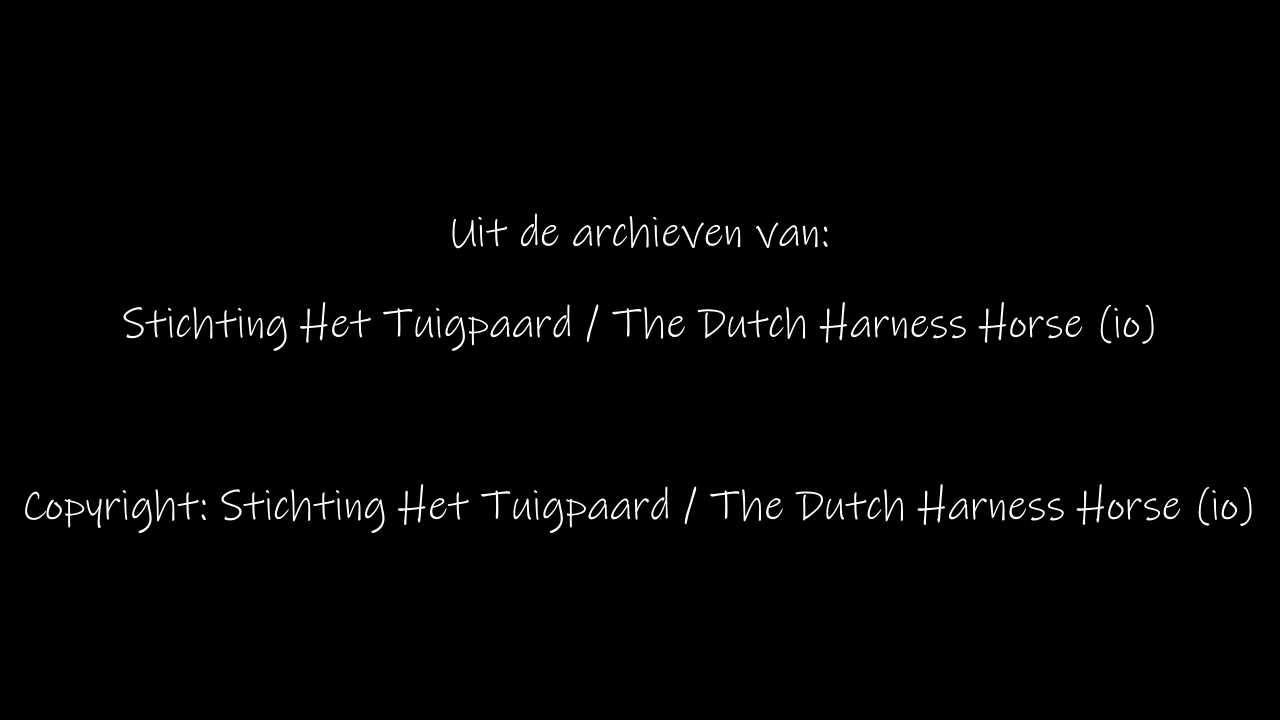 Uit de archieven van:
Stichting Het Tuigpaard / The Dutch Harness Horse (io)
Copyright: Stichting Het Tuigpaard / The Dutch Harness Horse (io)